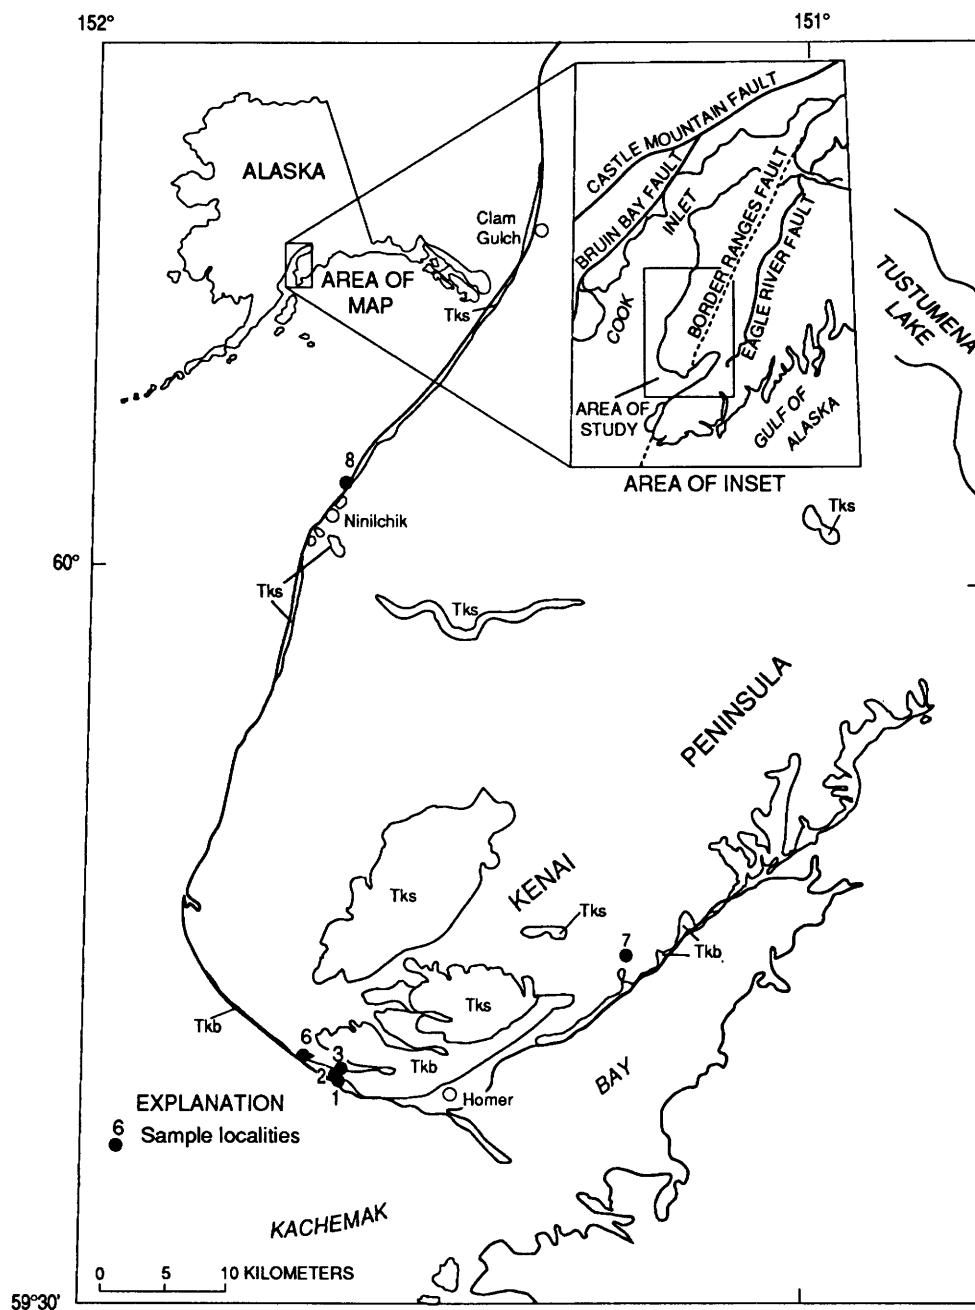 152°
151°
ALASKA
AREA OF
MAP
Clam
Gulch
Tks
CASTLE MOUNTAIN FAULT
BRUIN BAY FAULT
INLET
COOK
BORDER RANGES FAULT
EAGLE RIVER FAULT
AREA OF
STUDY
GULF OF
ALASKA
AREA OF INSET
TUSTUMENA
LAKE
8
Ninilchik
Tks
60°
Tks
Tks
PENINSULA
KENAI
Tks
Tks
7
Tkb
Tks
Tkb
6
3
2
1
Tkb
Homer
BAY
EXPLANATION
6
Sample localities
KACHEMAK
0 5 10 KILOMETERS
59°30'